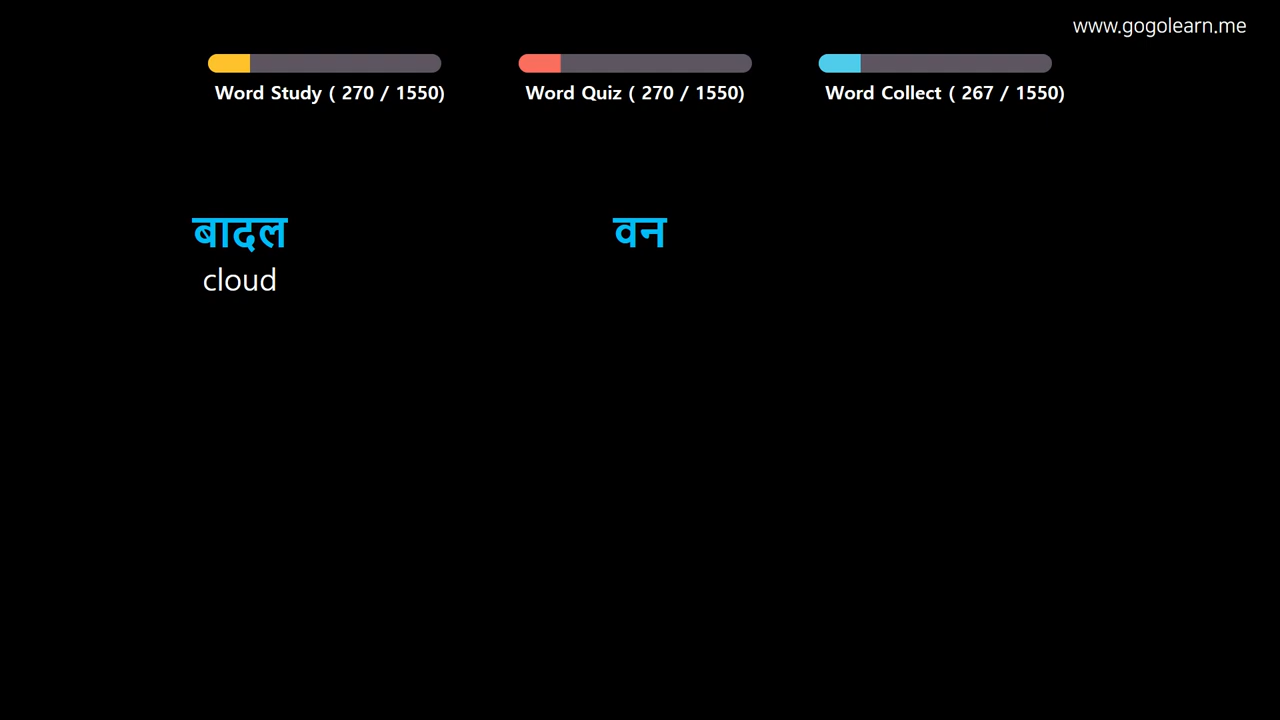 www.gogolearn.me
Word Study ( 270 / 1550)
Word Quiz ( 270 / 1550)
Word Collect ( 267 / 1550)
बादल
वन
cloud